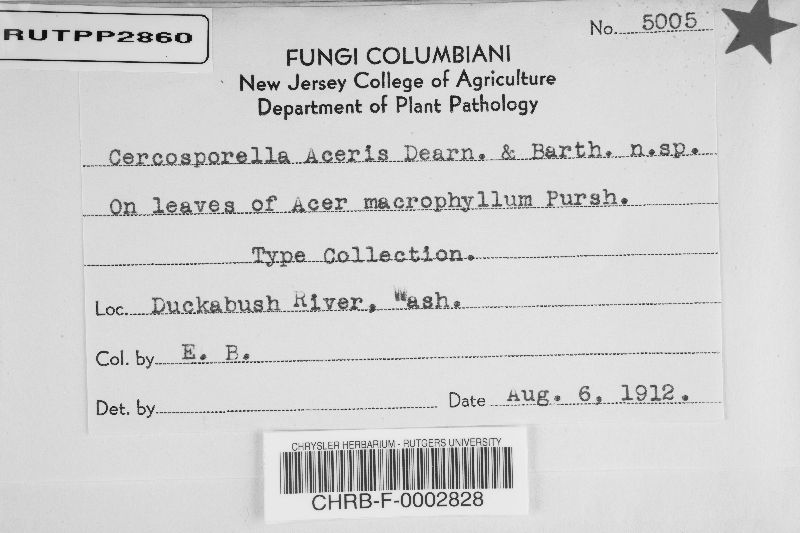 RUTPP2860
No. 5005
FUNGI COLUMBIANI
New Jersey College of Agriculture
Department of Plant Pathology
Cercosporella Aceris Dearn. & Barth. n.sp.
On leaves of Acer macrophyllum Pursh.
Type Collection.
Loc. Duckabush River, Wash.
Col. by E. B.
Det. by
Date Aug. 6, 1912.
CHRYSLER HERBARIUM - RUTGERS UNIVERSITY
CHRB-F-0002828